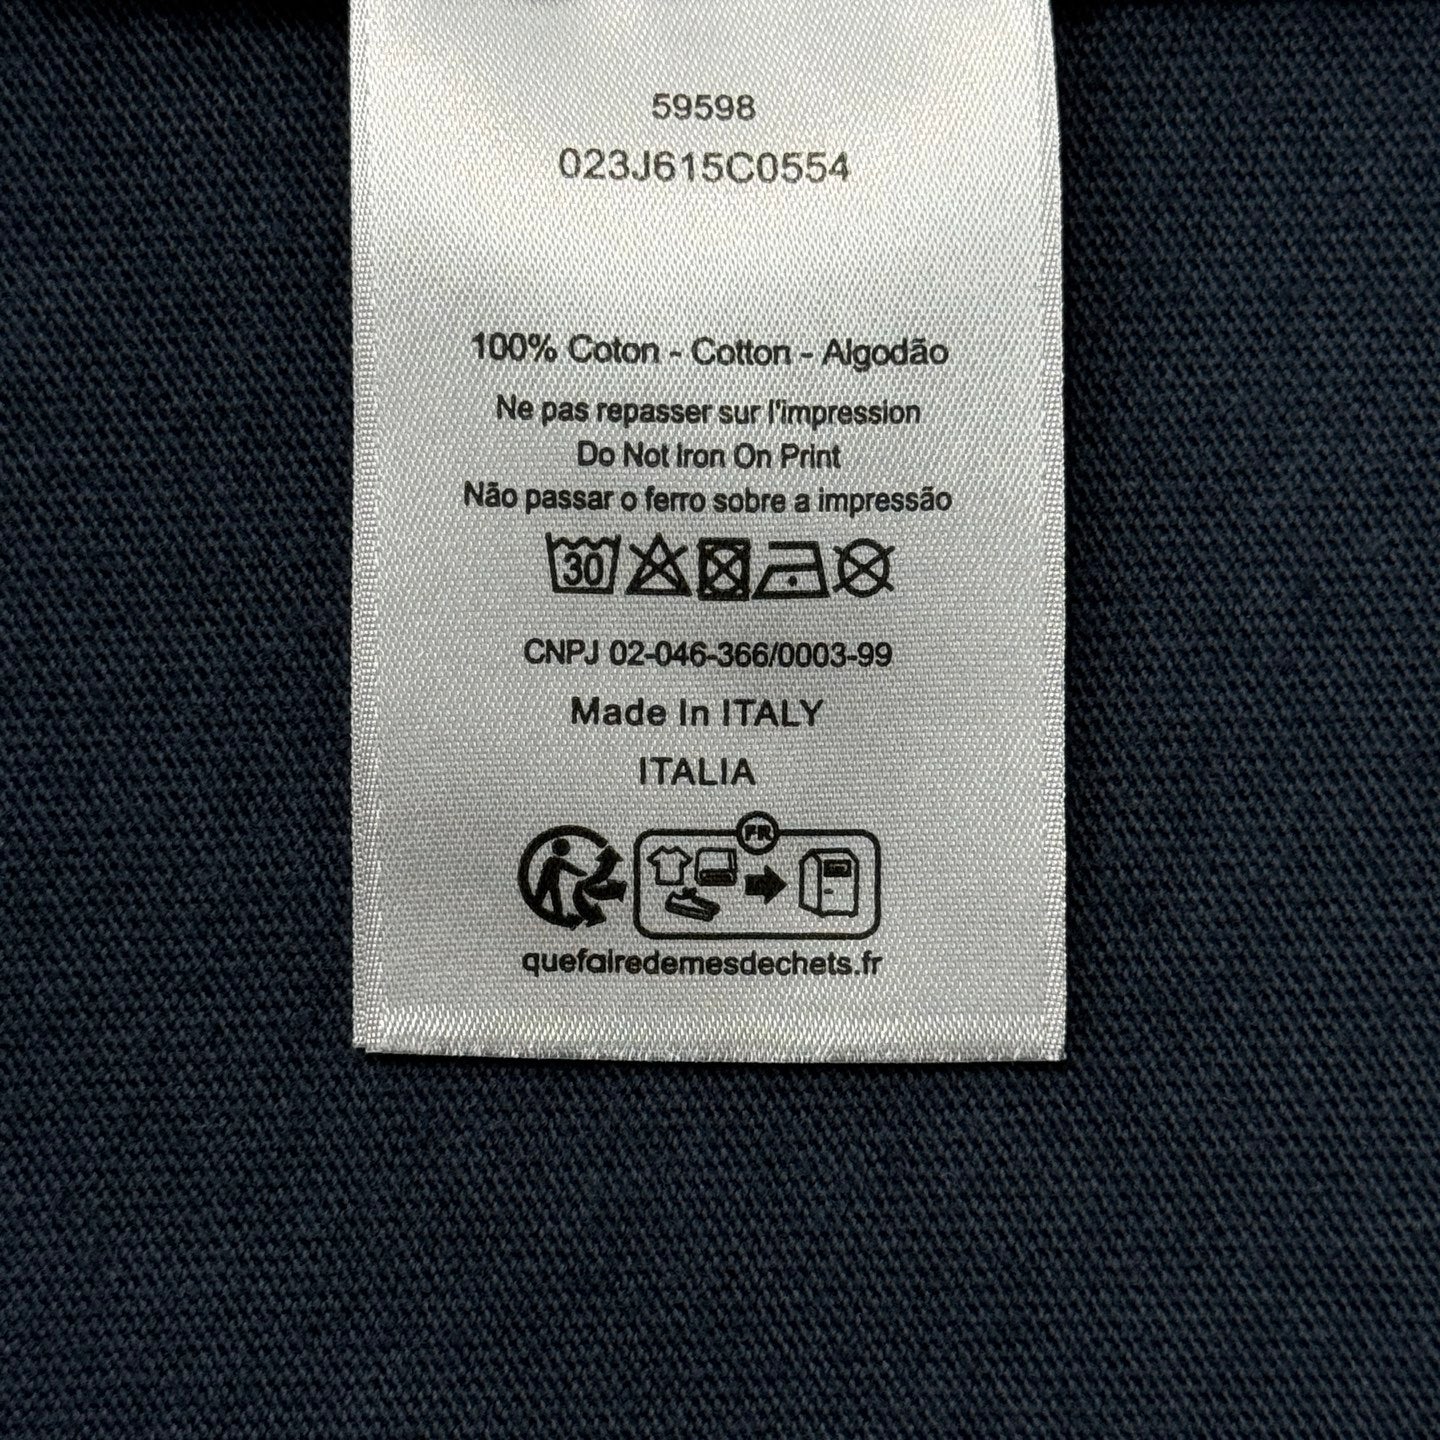 59598
023J615C0554
100% Coton - Cotton - Algodão
Ne pas repasser sur l'impression
Do Not Iron On Print
Não passar o ferro sobre a impressão
30
CNPJ 02-046-366/0003-99
Made In ITALY
ITALIA
FR
quefairedemesdechets.fr